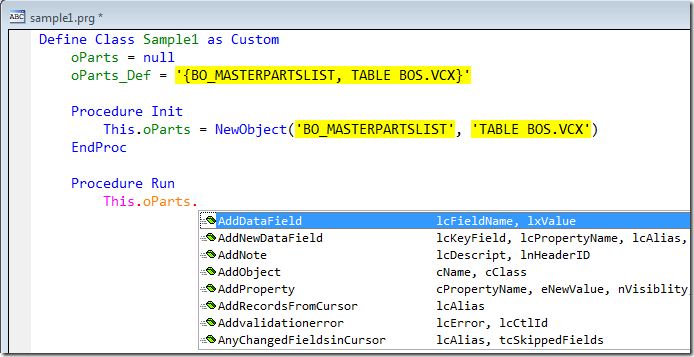 ABC sample1.prg *
Define Class Sample1 as Custom
oParts = null
oParts_Def = '{BO_MASTERPARTSLIST, TABLE BOS.VCX}'
Procedure Init
This.oParts = NewObject('BO_MASTERPARTSLIST', 'TABLE BOS.VCX')
EndProc
Procedure Run
This.oParts.
AddDataField lcFieldName, lxValue
AddNewDataField lcKeyField, lcPropertyName, lcAlias,
AddNote lcDescript, lnHeaderID
AddObject cName, cClass
AddProperty cPropertyName, eNewValue, nVisiblity,
AddRecordsFromCursor lcAlias
Addvalidationerror lcError, lcCtlId
AnyChangedFieldsinCursor lcAlias, tcSkippedFields